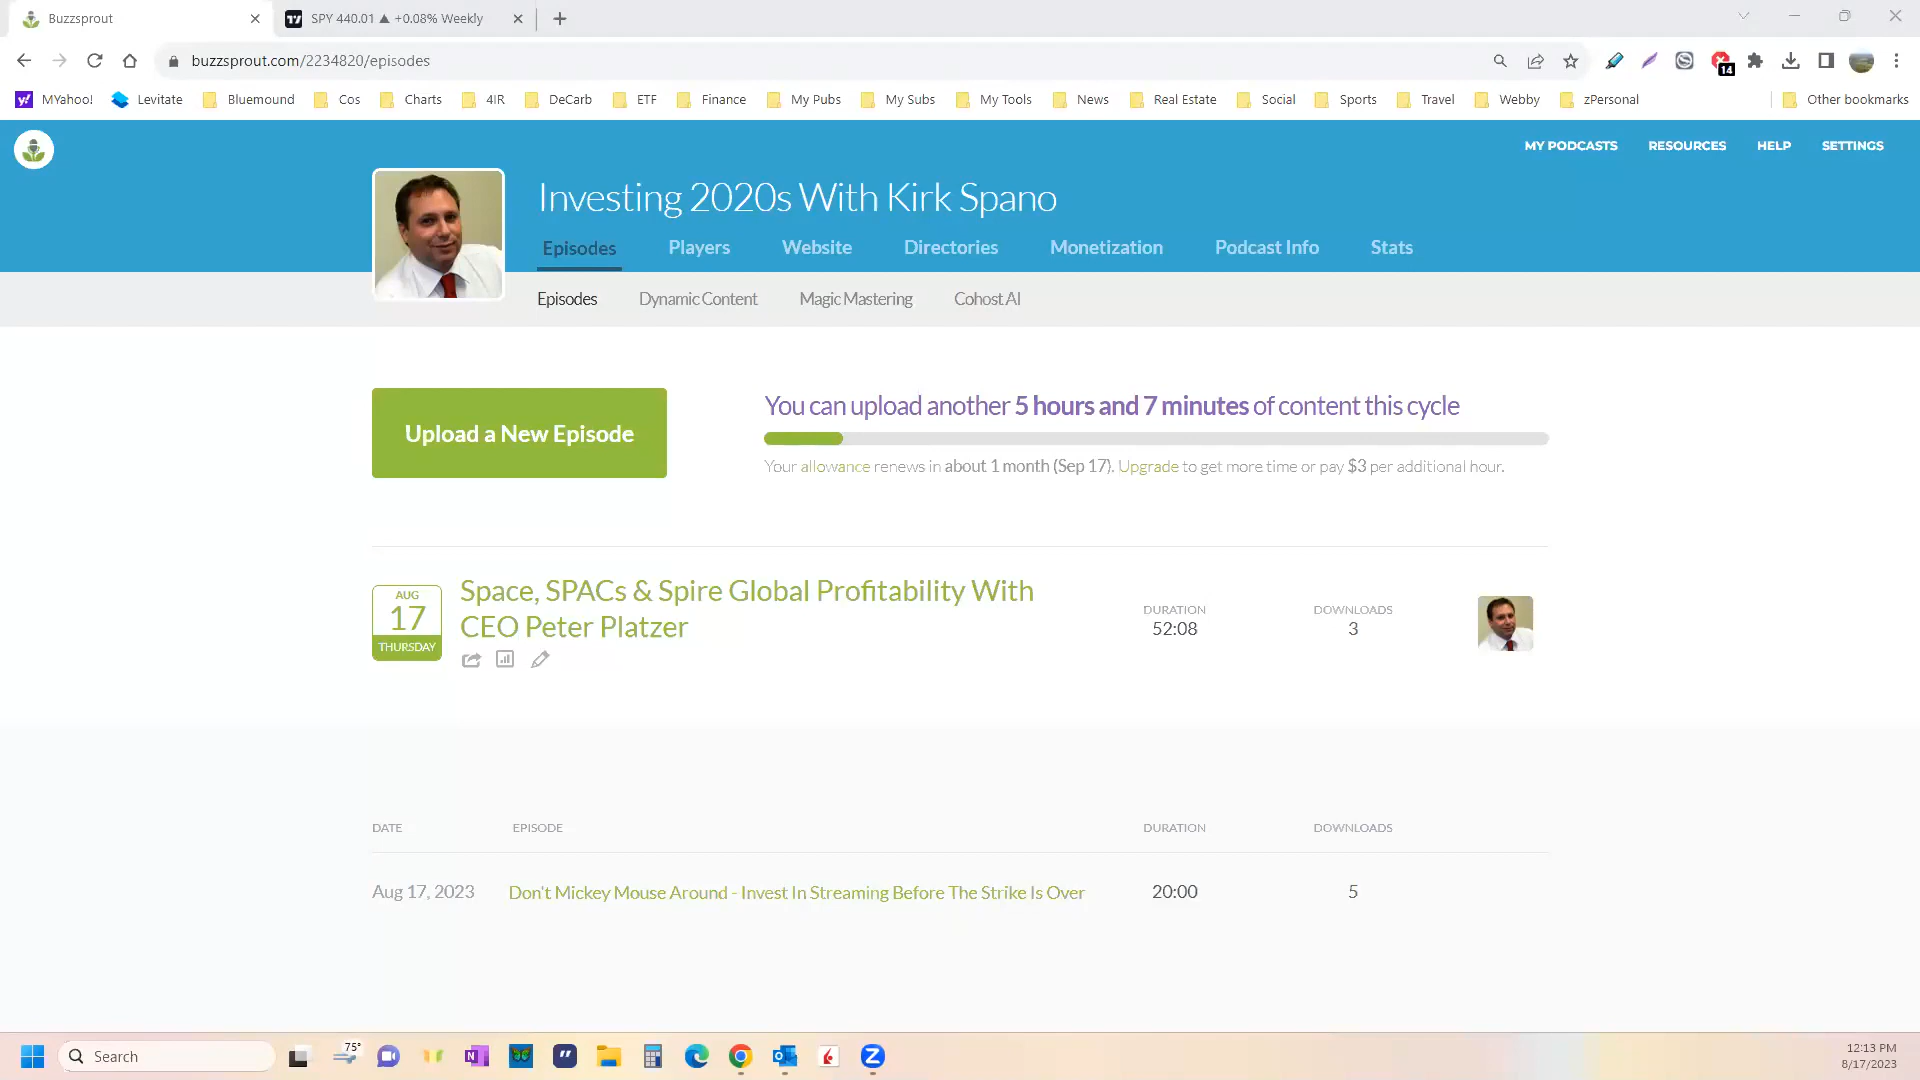 Buzzsprout
SPY 440.01 ▲ +0.08% Weekly
buzzsprout.com/2234820/episodes
14
MYahoo!
Levitate
Bluemound
Cos
Charts
4IR
DeCarb
ETF
Finance
My Pubs
My Subs
My Tools
News
Real Estate
Social
Sports
Travel
Webby
zPersonal
Other bookmarks
MY PODCASTS
RESOURCES
HELP
SETTINGS
Investing 2020s With Kirk Spano
Episodes
Players
Website
Directories
Monetization
Podcast Info
Stats
Episodes
Dynamic Content
Magic Mastering
Cohost AI
Upload a New Episode
You can upload another 5 hours and 7 minutes of content this cycle
Your allowance renews in about 1 month (Sep 17). Upgrade to get more time or pay $3 per additional hour.
AUG
17
THURSDAY
Space, SPACs & Spire Global Profitability With
CEO Peter Platzer
DURATION
52:08
DOWNLOADS
3
DATE
EPISODE
DURATION
DOWNLOADS
Aug 17, 2023
Don't Mickey Mouse Around - Invest In Streaming Before The Strike Is Over
20:00
5
Search
75°
12:13 PM
8/17/2023